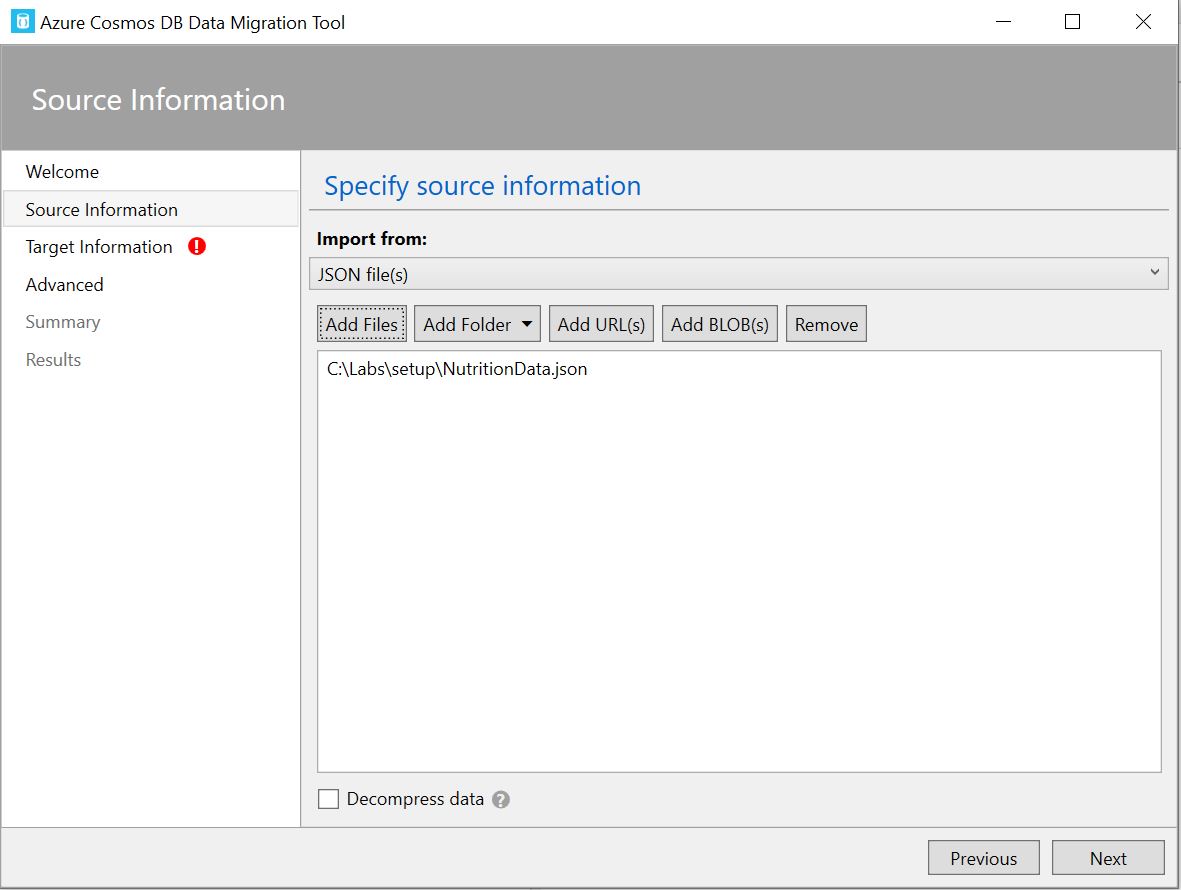 Azure Cosmos DB Data Migration Tool
Source Information
Welcome
Source Information
Target Information
Advanced
Summary
Results
Specify source information
Import from:
JSON file(s)
Add Files Add Folder Add URL(s) Add BLOB(s) Remove
C:\Labs\setup\NutritionData.json
Decompress data ?
Previous Next